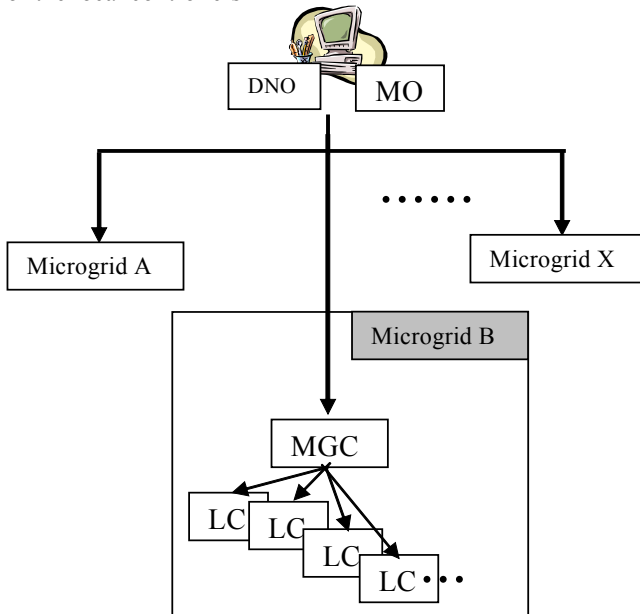 DNO
MO
......
Microgrid A
Microgrid X
Microgrid B
MGC
LC
LC
LC
LC...